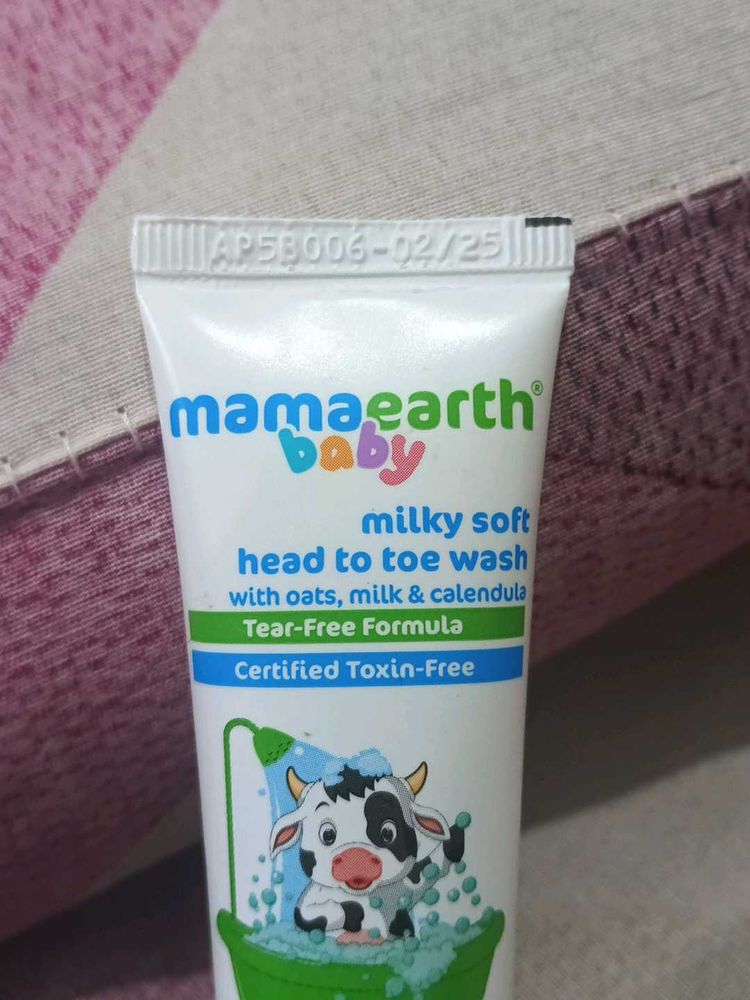 AP5B006-02/25
mamaearth®
baby
milky soft
head to toe wash
with oats, milk & calendula
Tear-Free Formula
Certified Toxin-Free